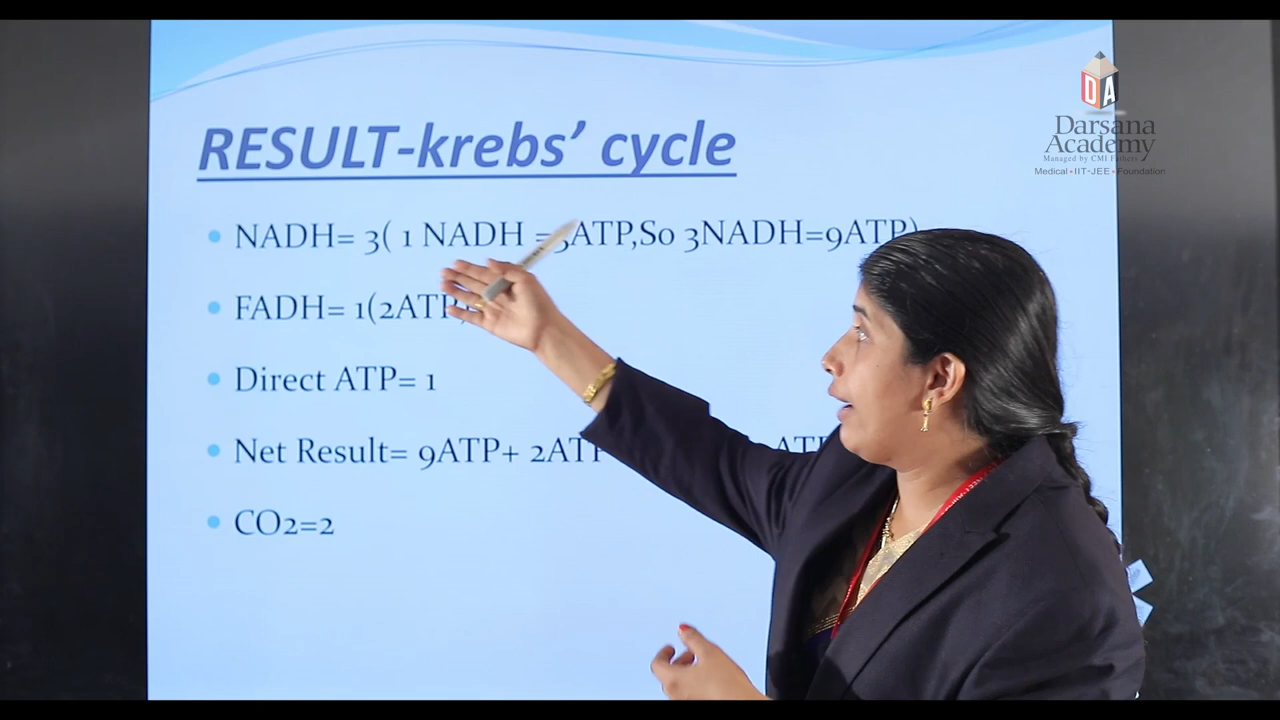 RESULT-krebs' cycle
Darsana
Academy
Managed by CMI Fathers
Medical•IIT-JEE•Foundation
• NADH= 3( 1 NADH =3ATP,So 3NADH=9ATP)
• FADH= 1(2ATP)
• Direct ATP= 1
• Net Result= 9ATP+ 2ATP ATP
• CO2=2